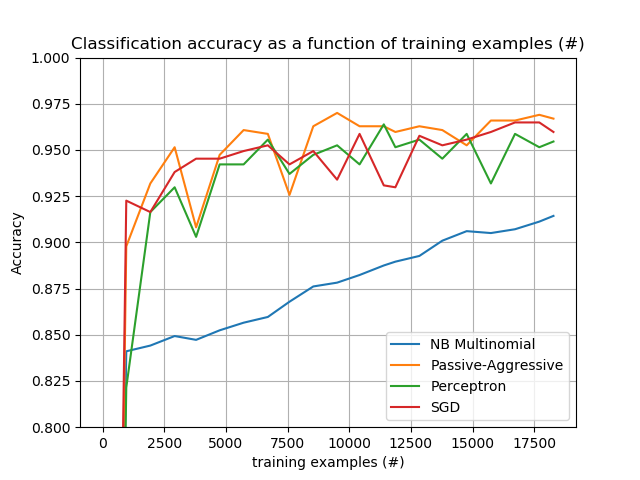 Classification accuracy as a function of training examples (#)
1.000
0.975
0.950
0.925
0.900
0.875
0.850
0.825
0.800
Accuracy
NB Multinomial
Passive-Aggressive
Perceptron
SGD
0 2500 5000 7500 10000 12500 15000 17500
training examples (#)